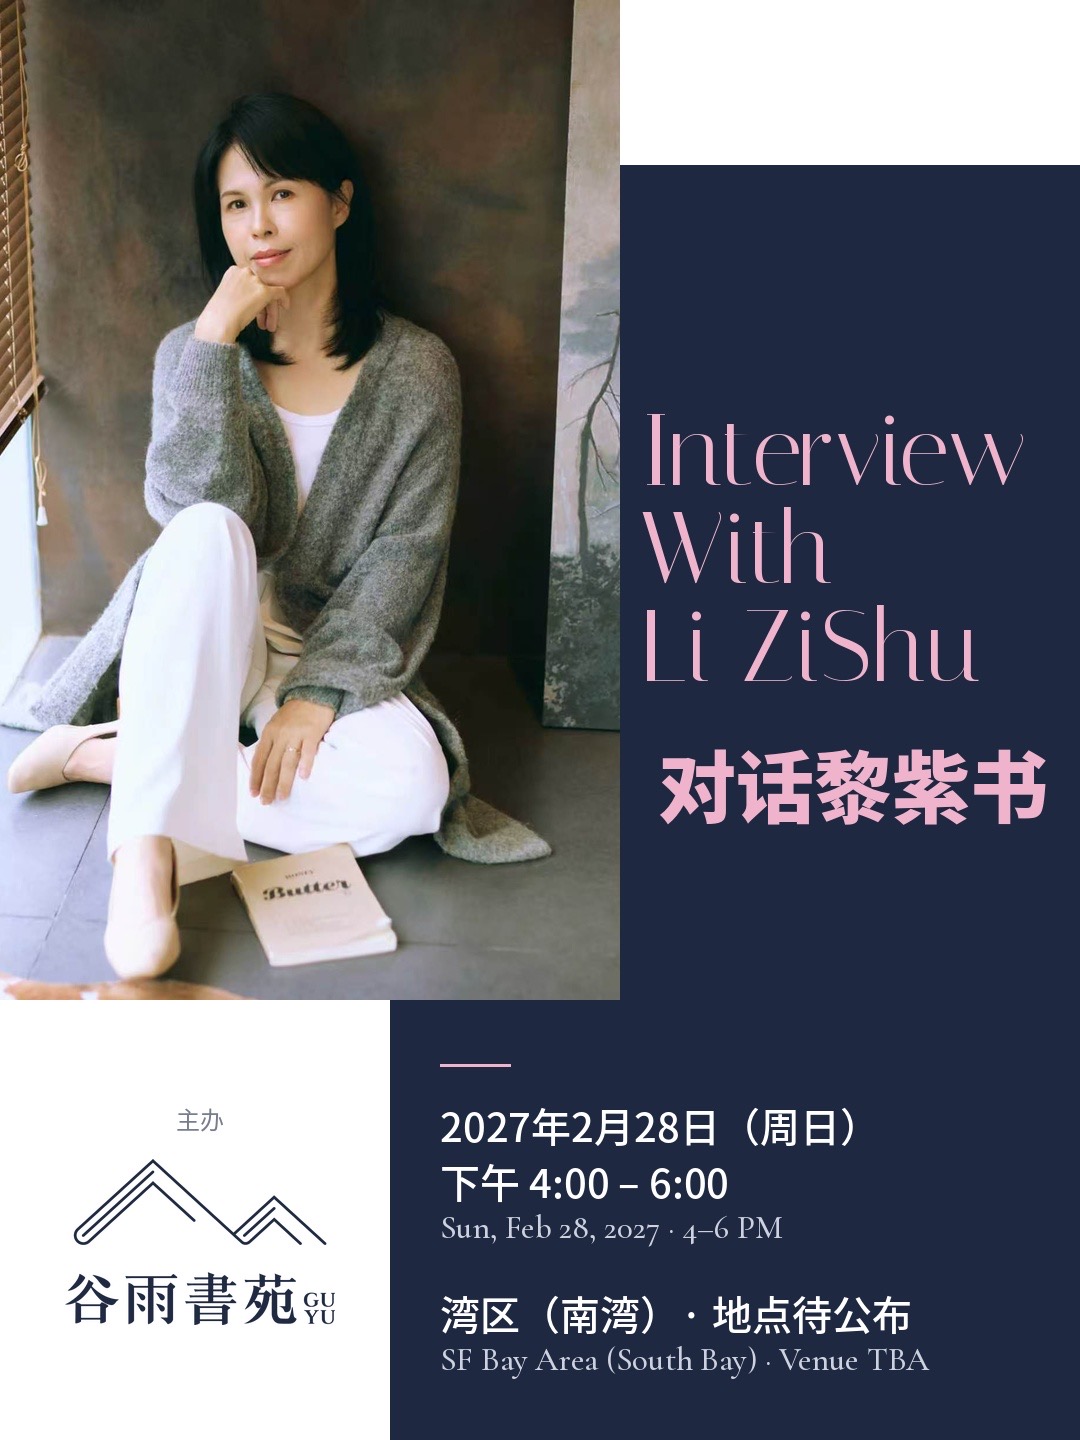 Interview
With
Li ZiShu
对话黎紫书
HONEY
Butter
主办
谷雨書苑 GU YU
2027年2月28日（周日）
下午 4:00 – 6:00
Sun, Feb 28, 2027 · 4–6 PM
湾区（南湾）· 地点待公布
SF Bay Area (South Bay) · Venue TBA